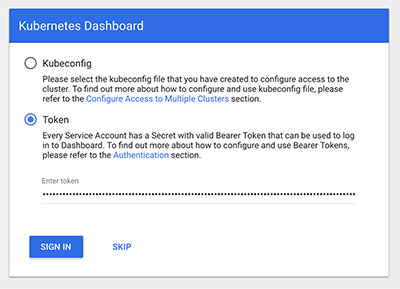 Kubernetes Dashboard
Kubeconfig
Please select the kubeconfig file that you have created to configure access to the
cluster. To find out more about how to configure and use kubeconfig file, please
refer to the Configure Access to Multiple Clusters section.
Token
Every Service Account has a Secret with valid Bearer Token that can be used to log
in to Dashboard. To find out more about how to configure and use Bearer Tokens,
please refer to the Authentication section.
Enter token
SIGN IN
SKIP